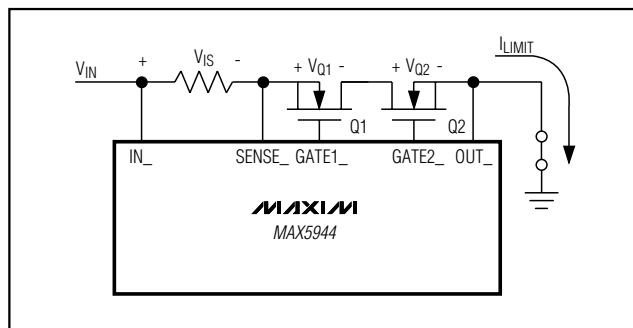 I_LIMIT
V_IN + V_IS - + V_Q1 - + V_Q2 -
Q1 Q2
IN_ SENSE_ GATE1_ GATE2_ OUT_
MAXIM
MAX5944